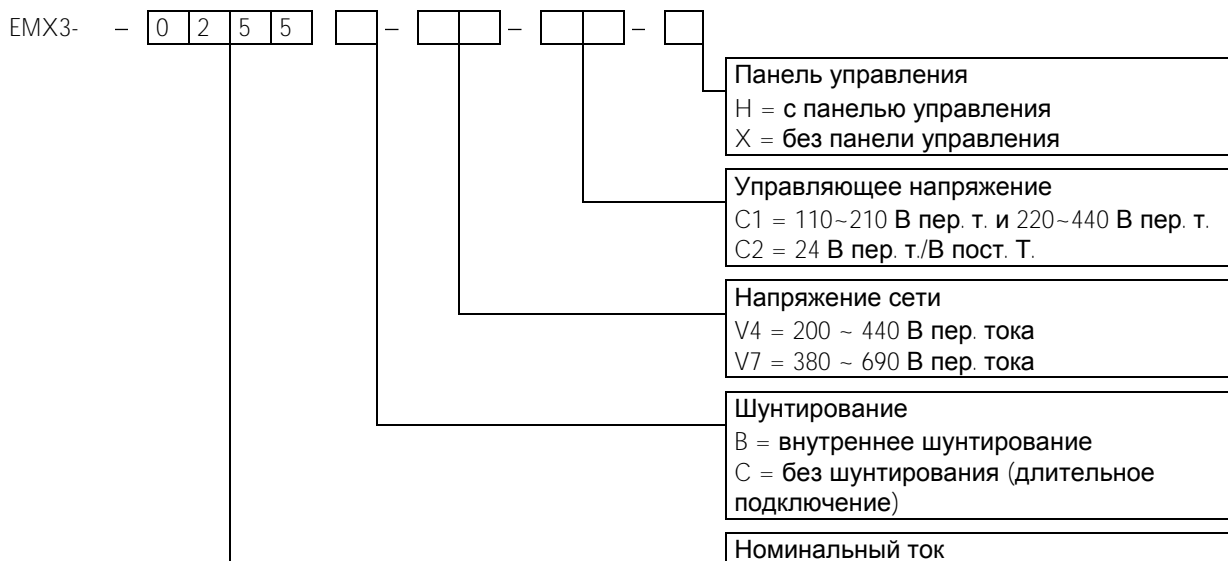 EMX3- – 0 2 5 5 – – –
Панель управления
H = с панелью управления
X = без панели управления
Управляющее напряжение
C1 = 110~210 В пер. т. и 220~440 В пер. т.
C2 = 24 В пер. т./В пост. Т.
Напряжение сети
V4 = 200 ~ 440 В пер. тока
V7 = 380 ~ 690 В пер. тока
Шунтирование
B = внутреннее шунтирование
C = без шунтирования (длительное
подключение)
Номинальный ток